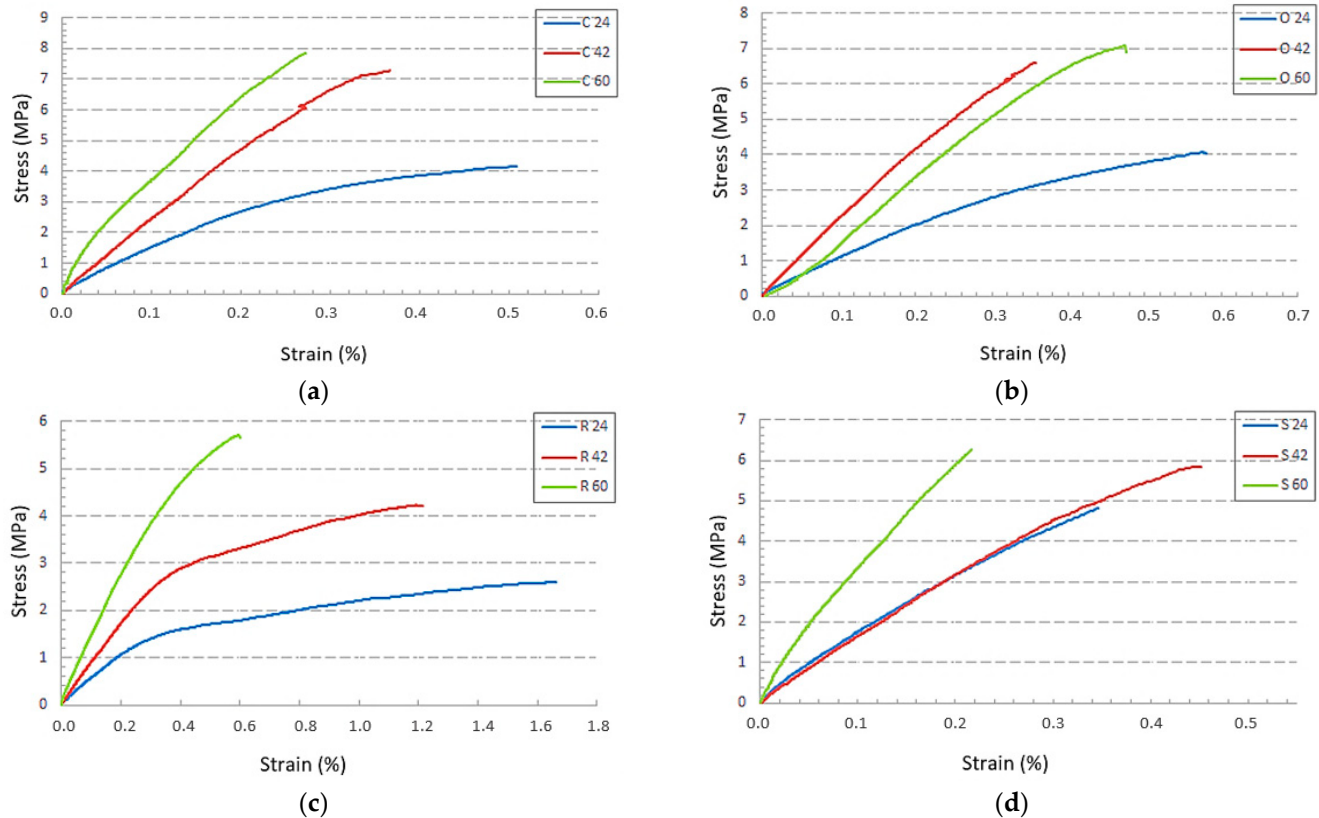 9
8
7
6
5
4
3
2
1
0
Stress (MPa)
C 24
C 42
C 60
0.0 0.1 0.2 0.3 0.4 0.5 0.6
Strain (%)
(a)
8
7
6
5
4
3
2
1
0
Stress (MPa)
O 24
O 42
O 60
0.0 0.1 0.2 0.3 0.4 0.5 0.6 0.7
Strain (%)
(b)
6
5
4
3
2
1
0
Stress (MPa)
R 24
R 42
R 60
0.0 0.2 0.4 0.6 0.8 1.0 1.2 1.4 1.6 1.8
Strain (%)
(c)
7
6
5
4
3
2
1
0
Stress (MPa)
S 24
S 42
S 60
0.0 0.1 0.2 0.3 0.4 0.5
Strain (%)
(d)